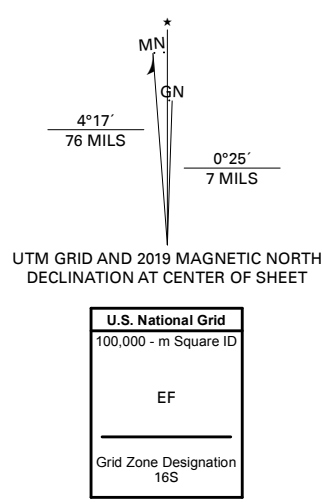 MN
GN
4°17´
76 MILS
0°25´
7 MILS
UTM GRID AND 2019 MAGNETIC NORTH
DECLINATION AT CENTER OF SHEET
U.S. National Grid
100,000 - m Square ID
EF
Grid Zone Designation
16S